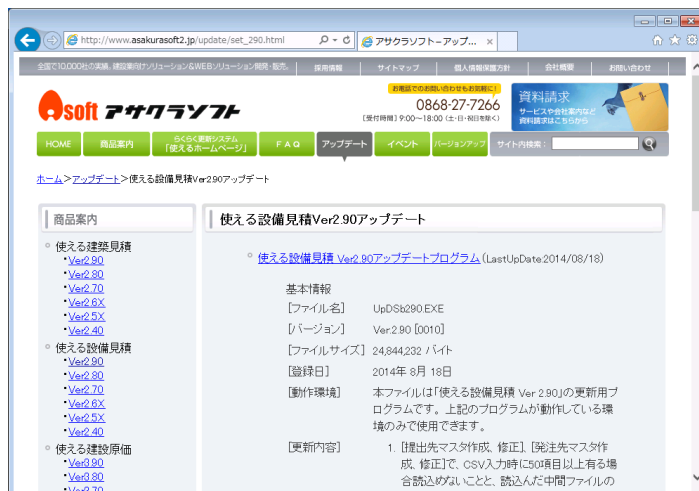 http://www.asakurasoft2.jp/update/set_290.html
アサクラソフト－アップ...
全国で10,000社の実績。建設業向けソリューション&WEBソリューション開発・販売。
採用情報
サイトマップ
個人情報保護方針
会社概要
お問い合わせ
Asoft アサクラソフト
お電話でのお問い合わせもお気軽に!
0868-27-7266
[受付時間] 9:00～18:00 (土・日・祝日を除く)
資料請求
サービスや会社案内など
資料請求はこちらから
HOME
商品案内
らくらく更新システム
「使えるホームページ」
FAQ
アップデート
イベント
バージョンアップ
サイト内検索：
ホーム＞アップデート＞使える設備見積Ver2.90アップデート
商品案内
使える建築見積
・Ver2.90
・Ver2.80
・Ver2.70
・Ver2.6X
・Ver2.5X
・Ver2.40
使える設備見積
・Ver2.90
・Ver2.80
・Ver2.70
・Ver2.6X
・Ver2.5X
・Ver2.40
使える建設原価
・Ver3.90
・Ver3.80
・Ver3.70
使える設備見積Ver2.90アップデート
使える設備見積 Ver2.90アップデートプログラム(LastUpDate:2014/08/18)
基本情報
[ファイル名] UpDSb290.EXE
[バージョン] Ver.2.90 [0010]
[ファイルサイズ] 24,844,232 バイト
[登録日] 2014年 8月 18日
[動作環境] 本ファイルは「使える設備見積 Ver 2.90」の更新用プ
ログラムです。上記のプログラムが動作している環
境のみで使用できます。
[更新内容] 1. [提出先マスタ作成、修正]、[発注先マスタ作
成、修正]で、CSV入力時に50項目以上有る場
合読込めないことと、読込んだ中間ファイルの